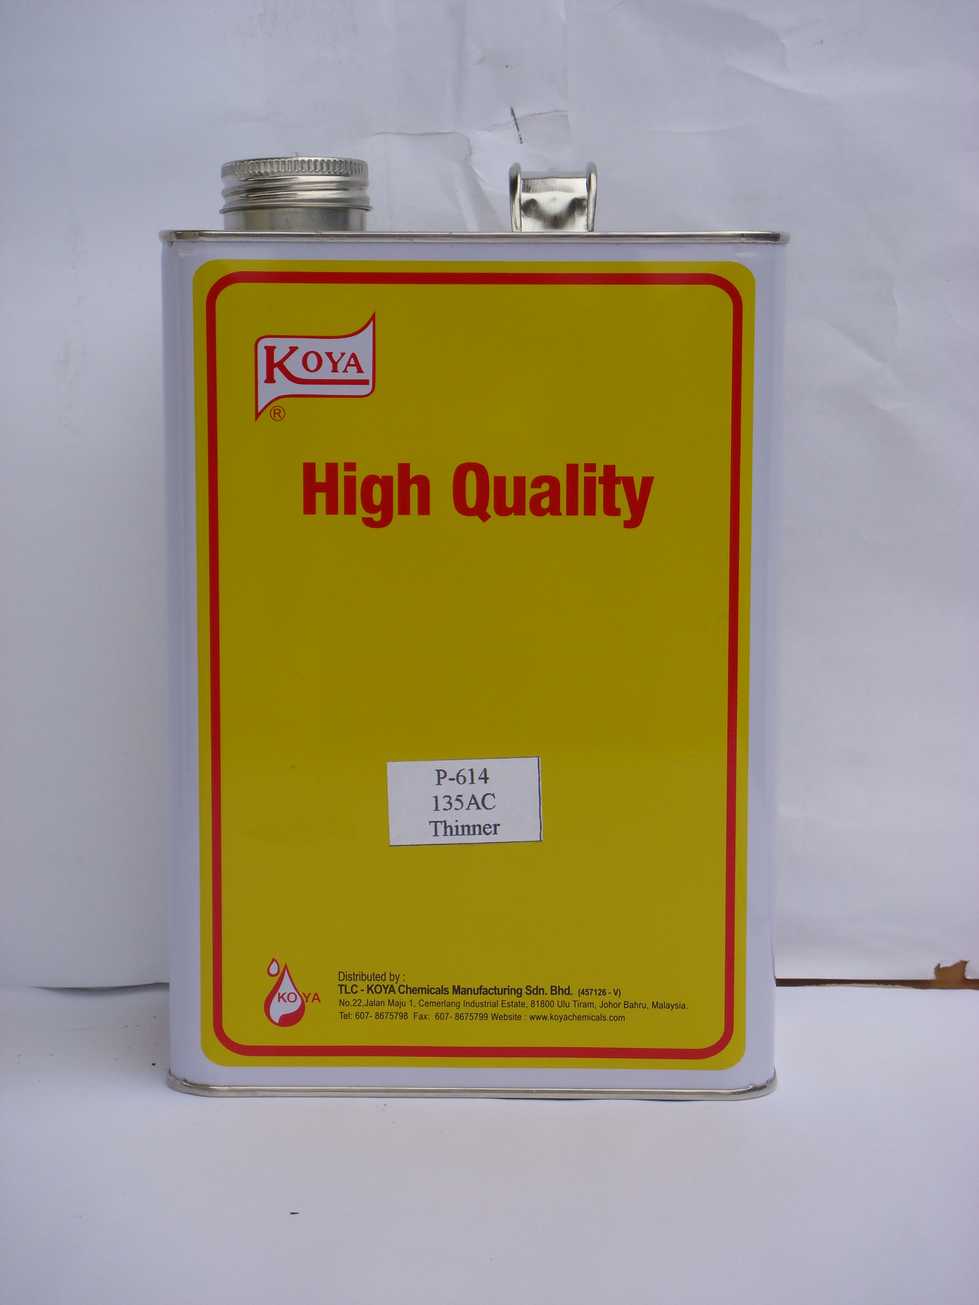 KOYA
®
High Quality
P-614
135AC
Thinner
KOYA
Distributed by :
TLC - KOYA Chemicals Manufacturing Sdn. Bhd. (457126 - V)
No.22,Jalan Maju 1, Cemerlang Industrial Estate, 81800 Ulu Tiram, Johor Bahru, Malaysia.
Tel: 607- 8675798 Fax: 607- 8675799 Website : www.koyachemicals.com